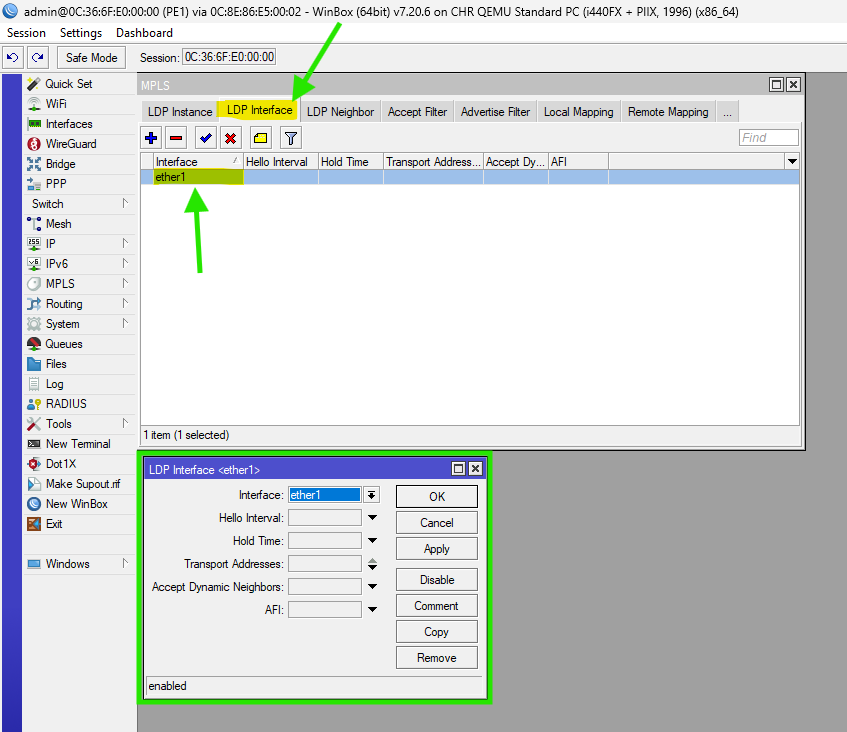 admin@0C:36:6F:E0:00:00 (PE1) via 0C:8E:86:E5:00:02 - WinBox (64bit) v7.20.6 on CHR QEMU Standard PC (i440FX + PIIX, 1996) (x86_64)
Session Settings Dashboard
Safe Mode Session: 0C:36:6F:E0:00:00
Quick Set
WiFi
Interfaces
WireGuard
Bridge
PPP
Switch
Mesh
IP
IPv6
MPLS
Routing
System
Queues
Files
Log
RADIUS
Tools
New Terminal
Dot1X
Make Supout.rif
New WinBox
Exit
Windows
MPLS
LDP Instance LDP Interface LDP Neighbor Accept Filter Advertise Filter Local Mapping Remote Mapping ...
Find
Interface Hello Interval Hold Time Transport Address... Accept Dy... AFI
ether1
1 item (1 selected)
LDP Interface <ether1>
Interface: ether1
Hello Interval:
Hold Time:
Transport Addresses:
Accept Dynamic Neighbors:
AFI:
OK
Cancel
Apply
Disable
Comment
Copy
Remove
enabled